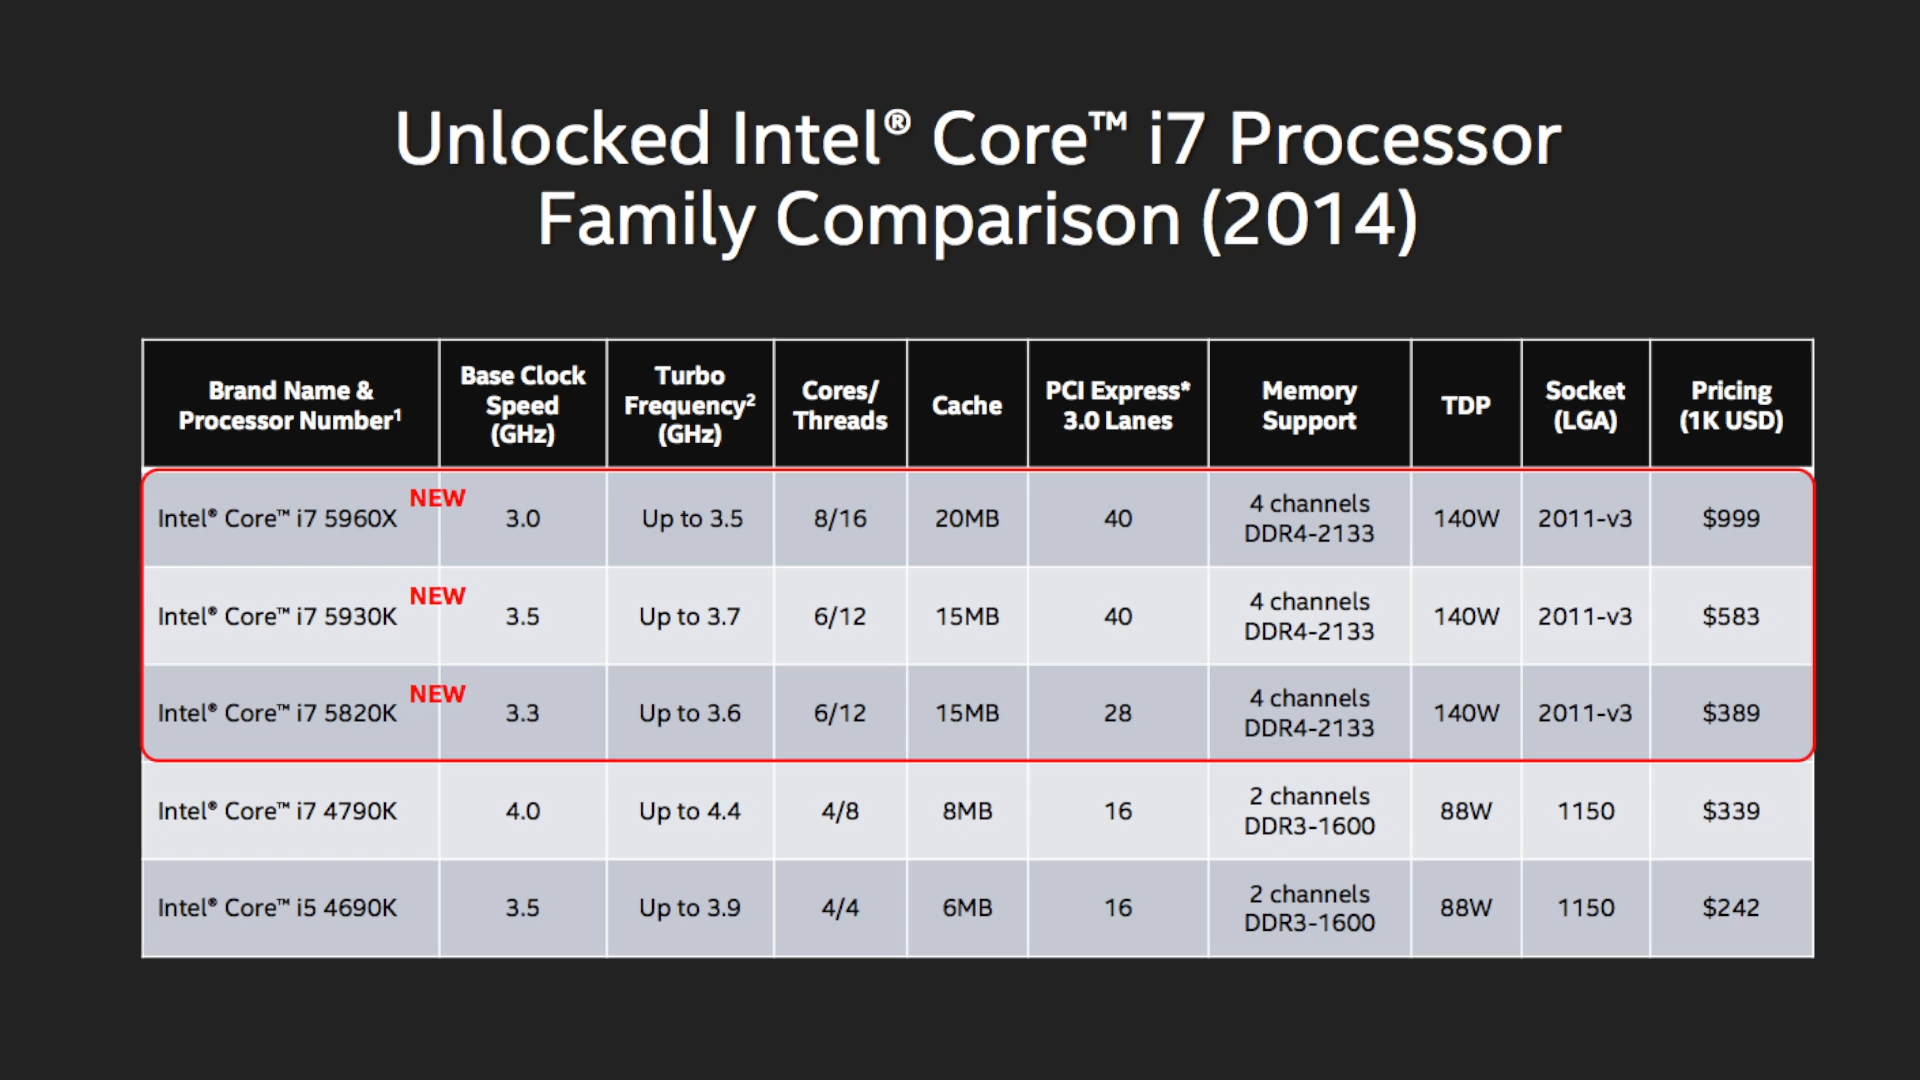 Unlocked Intel® Core™ i7 Processor
Family Comparison (2014)
Brand Name &
Processor Number¹
Base Clock
Speed
(GHz)
Turbo
Frequency²
(GHz)
Cores/
Threads
Cache
PCI Express*
3.0 Lanes
Memory
Support
TDP
Socket
(LGA)
Pricing
(1K USD)
Intel® Core™ i7 5960X
NEW
3.0
Up to 3.5
8/16
20MB
40
4 channels
DDR4-2133
140W
2011-v3
$999
Intel® Core™ i7 5930K
NEW
3.5
Up to 3.7
6/12
15MB
40
4 channels
DDR4-2133
140W
2011-v3
$583
Intel® Core™ i7 5820K
NEW
3.3
Up to 3.6
6/12
15MB
28
4 channels
DDR4-2133
140W
2011-v3
$389
Intel® Core™ i7 4790K
4.0
Up to 4.4
4/8
8MB
16
2 channels
DDR3-1600
88W
1150
$339
Intel® Core™ i5 4690K
3.5
Up to 3.9
4/4
6MB
16
2 channels
DDR3-1600
88W
1150
$242